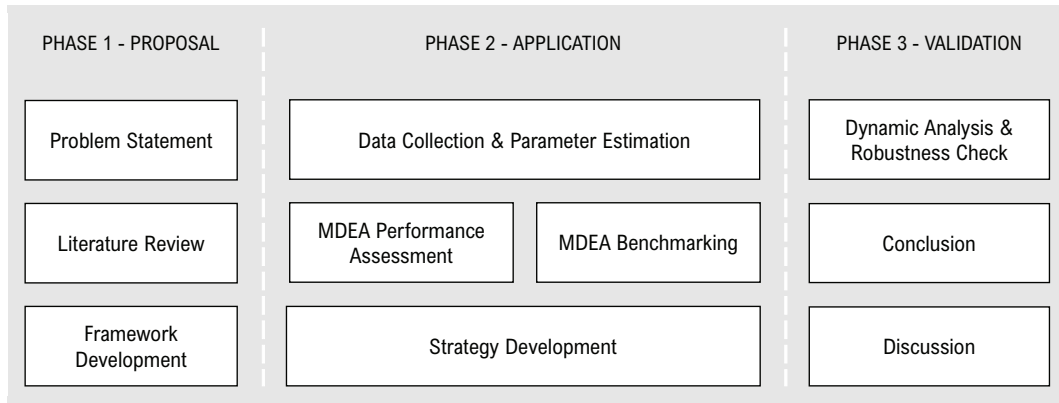 PHASE 1 - PROPOSAL
Problem Statement
Literature Review
Framework
Development
PHASE 2 - APPLICATION
Data Collection & Parameter Estimation
MDEA Performance
Assessment
MDEA Benchmarking
Strategy Development
PHASE 3 - VALIDATION
Dynamic Analysis &
Robustness Check
Conclusion
Discussion